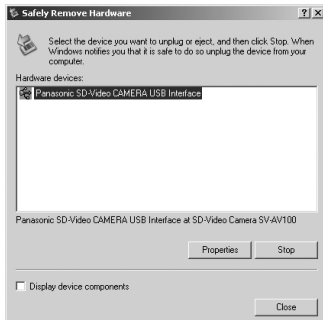 Safely Remove Hardware
Select the device you want to unplug or eject, and then click Stop. When
Windows notifies you that it is safe to do so unplug the device from your
computer.
Hardware devices:
Panasonic SD-Video CAMERA USB Interface
Panasonic SD-Video CAMERA USB Interface at SD-Video Camera SV-AV100
Properties
Stop
Display device components
Close